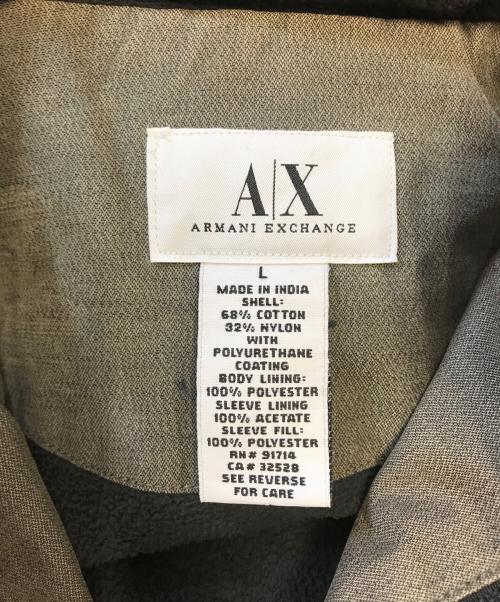 A|X
ARMANI EXCHANGE
L
MADE IN INDIA
SHELL:
68% COTTON
32% NYLON
WITH
POLYURETHANE
COATING
BODY LINING:
100% POLYESTER
SLEEVE LINING
100% ACETATE
SLEEVE FILL:
100% POLYESTER
RN# 91714
CA# 32528
SEE REVERSE
FOR CARE